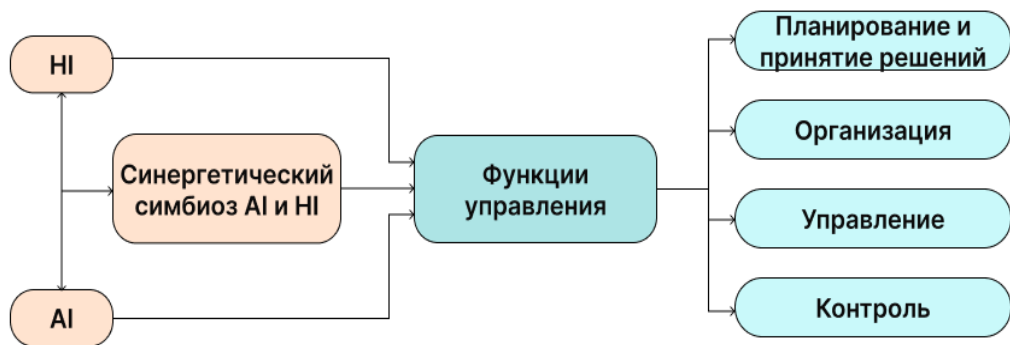 HI
Синергетический
симбиоз AI и HI
AI
Функции
управления
Планирование и
принятие решений
Организация
Управление
Контроль